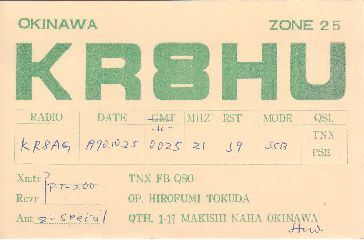 OKINAWA ZONE 25
KR8HU
RADIO DATE GMT MHZ RST MODE QSL
KR8AG 1970.10.25 0025 21 59 SSB TNX
PSE
Xmtr FT-200 TNX FB QSO
Rcvr OP. HIROFUMI TOKUDA
Ant 2-Special QTH. 1-17 MAKISHI NAHA OKINAWA
Hiro